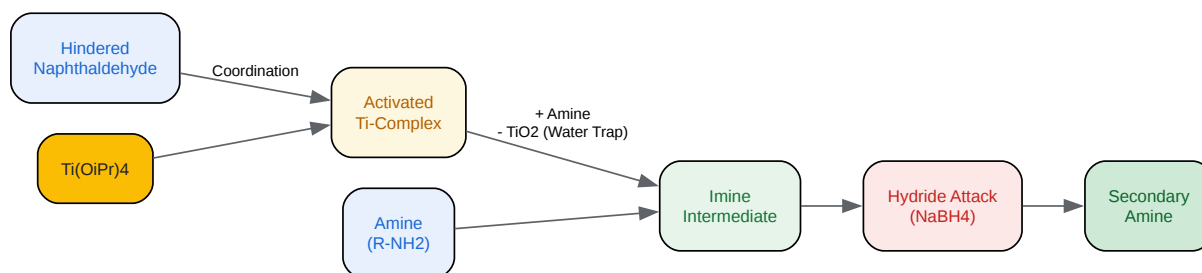 Hindered
Naphthaldehyde
Coordination
Activated
Ti-Complex
Ti(OiPr)4
+ Amine
- TiO2 (Water Trap)
Amine
(R-NH2)
Imine
Intermediate
Hydride Attack
(NaBH4)
Secondary
Amine